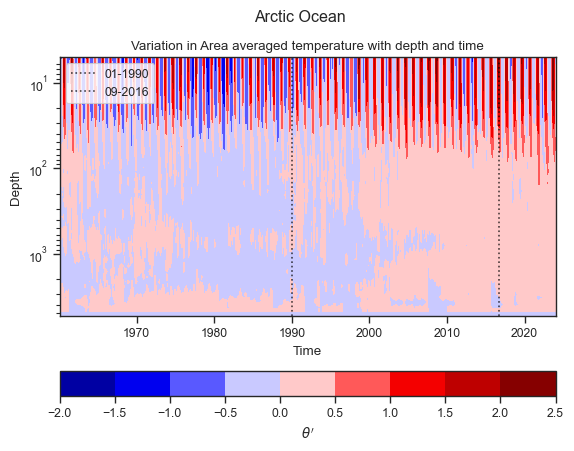 Arctic Ocean
Variation in Area averaged temperature with depth and time
01-1990
09-2016
10¹
10²
10³
Depth
1970 1980 1990 2000 2010 2020
Time
−2.0 −1.5 −1.0 −0.5 0.0 0.5 1.0 1.5 2.0 2.5
θ′